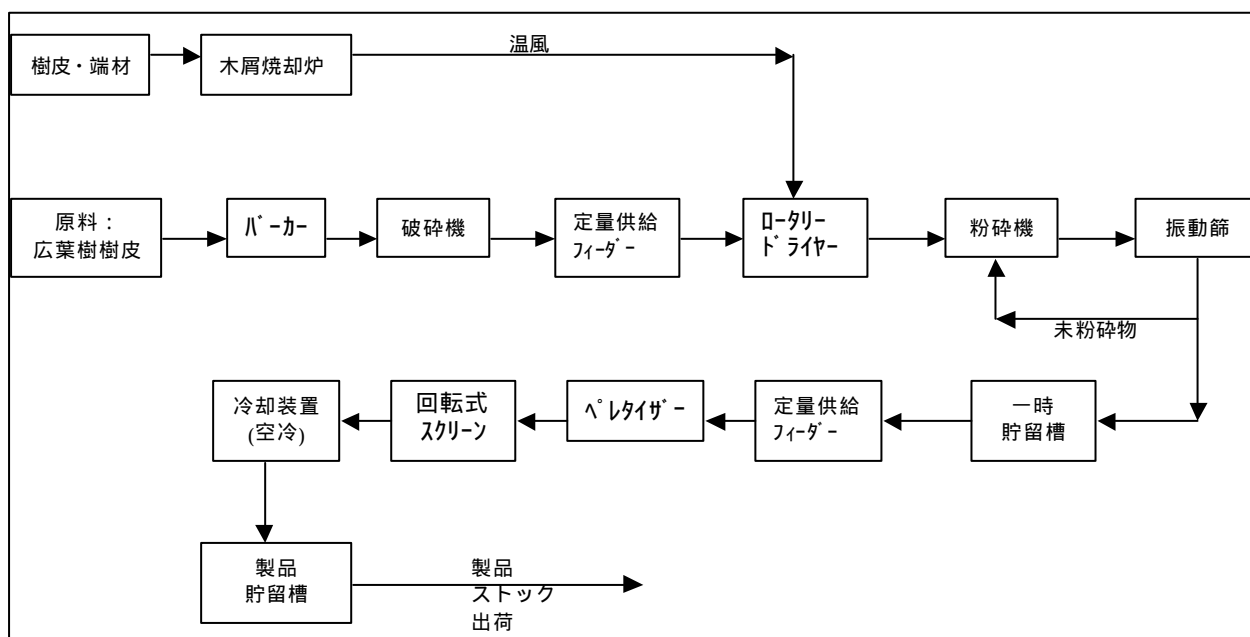 樹皮・端材
木屑焼却炉
温風
原料：
広葉樹樹皮
ﾊﾞｰｶｰ
破砕機
定量供給
ﾌｨｰﾀﾞｰ
ﾛｰﾀﾘｰ
ﾄﾞﾗｲﾔｰ
粉砕機
振動篩
未粉砕物
冷却装置
(空冷)
回転式
ｽｸﾘｰﾝ
ﾍﾟﾚﾀｲｻﾞｰ
定量供給
ﾌｨｰﾀﾞｰ
一時
貯留槽
製品
貯留槽
製品
ストック
出荷